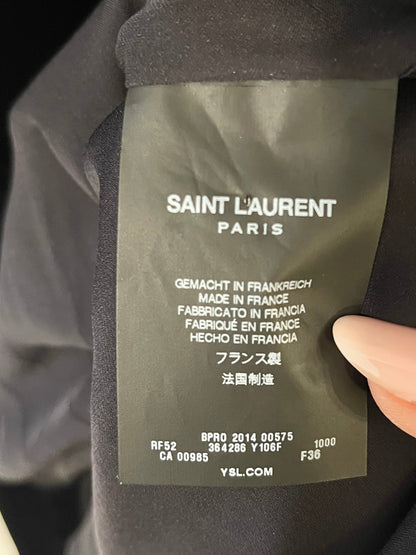 SAINT LAURENT
PARIS
GEMACHT IN FRANKREICH
MADE IN FRANCE
FABBRICATO IN FRANCIA
FABRIQUÉ EN FRANCE
HECHO EN FRANCIA
フランス製
法国制造
BPRO 2014 00575
RF52 364286 Y106F 1000
CA 00985 F36
YSL.COM